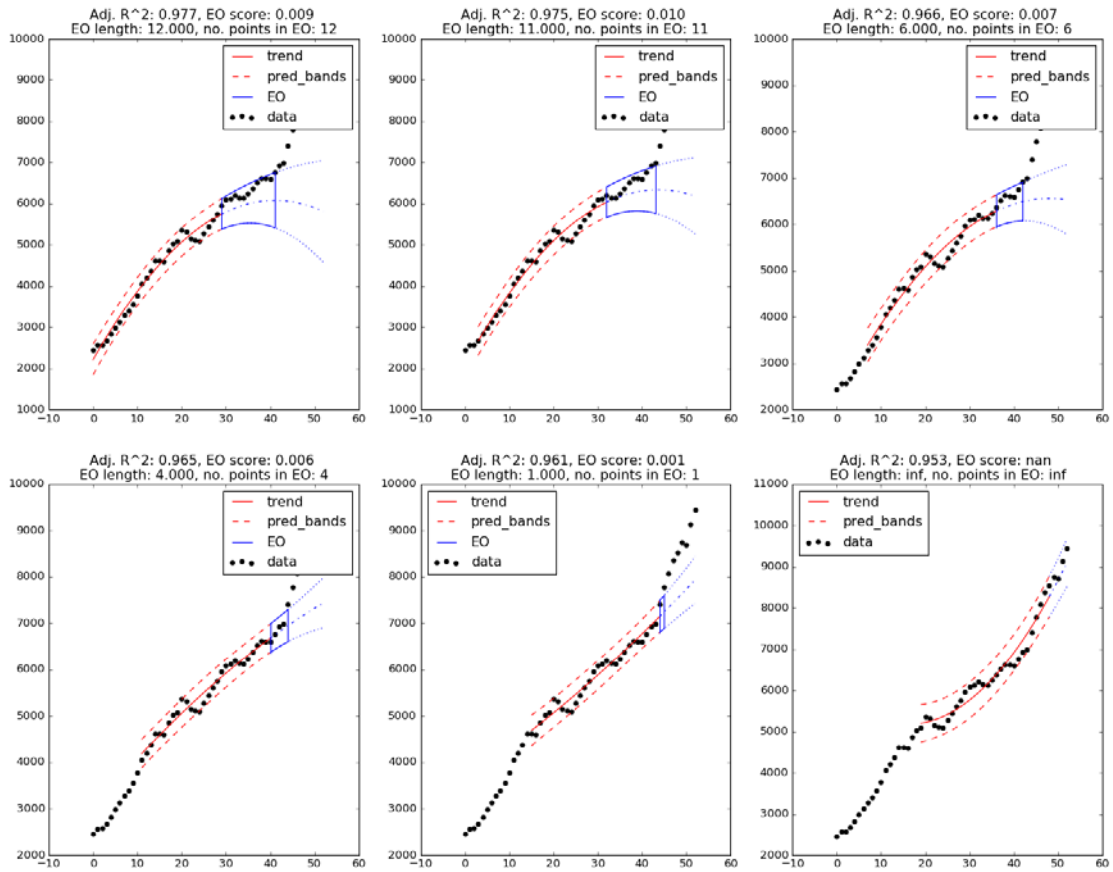 Adj. R^2: 0.977, EO score: 0.009
EO length: 12.000, no. points in EO: 12
10000
9000
8000
7000
6000
5000
4000
3000
2000
1000
-10 0 10 20 30 40 50 60
trend
pred_bands
EO
data
Adj. R^2: 0.975, EO score: 0.010
EO length: 11.000, no. points in EO: 11
10000
9000
8000
7000
6000
5000
4000
3000
2000
1000
-10 0 10 20 30 40 50 60
trend
pred_bands
EO
data
Adj. R^2: 0.966, EO score: 0.007
EO length: 6.000, no. points in EO: 6
10000
9000
8000
7000
6000
5000
4000
3000
2000
-10 0 10 20 30 40 50 60
trend
pred_bands
EO
data
Adj. R^2: 0.965, EO score: 0.006
EO length: 4.000, no. points in EO: 4
10000
9000
8000
7000
6000
5000
4000
3000
2000
-10 0 10 20 30 40 50 60
trend
pred_bands
EO
data
Adj. R^2: 0.961, EO score: 0.001
EO length: 1.000, no. points in EO: 1
10000
9000
8000
7000
6000
5000
4000
3000
2000
-10 0 10 20 30 40 50 60
trend
pred_bands
EO
data
Adj. R^2: 0.953, EO score: nan
EO length: inf, no. points in EO: inf
11000
10000
9000
8000
7000
6000
5000
4000
3000
2000
-10 0 10 20 30 40 50 60
trend
pred_bands
data